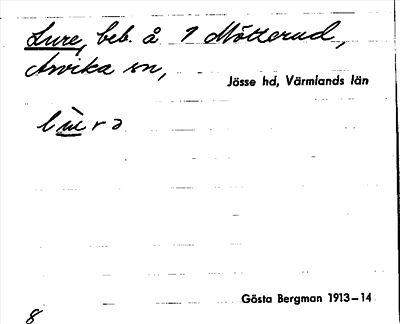 Lure, beb. å 1 Mötterud,
Arvika sn,
Jösse hd, Värmlands län
Gösta Bergman 1913–14
8